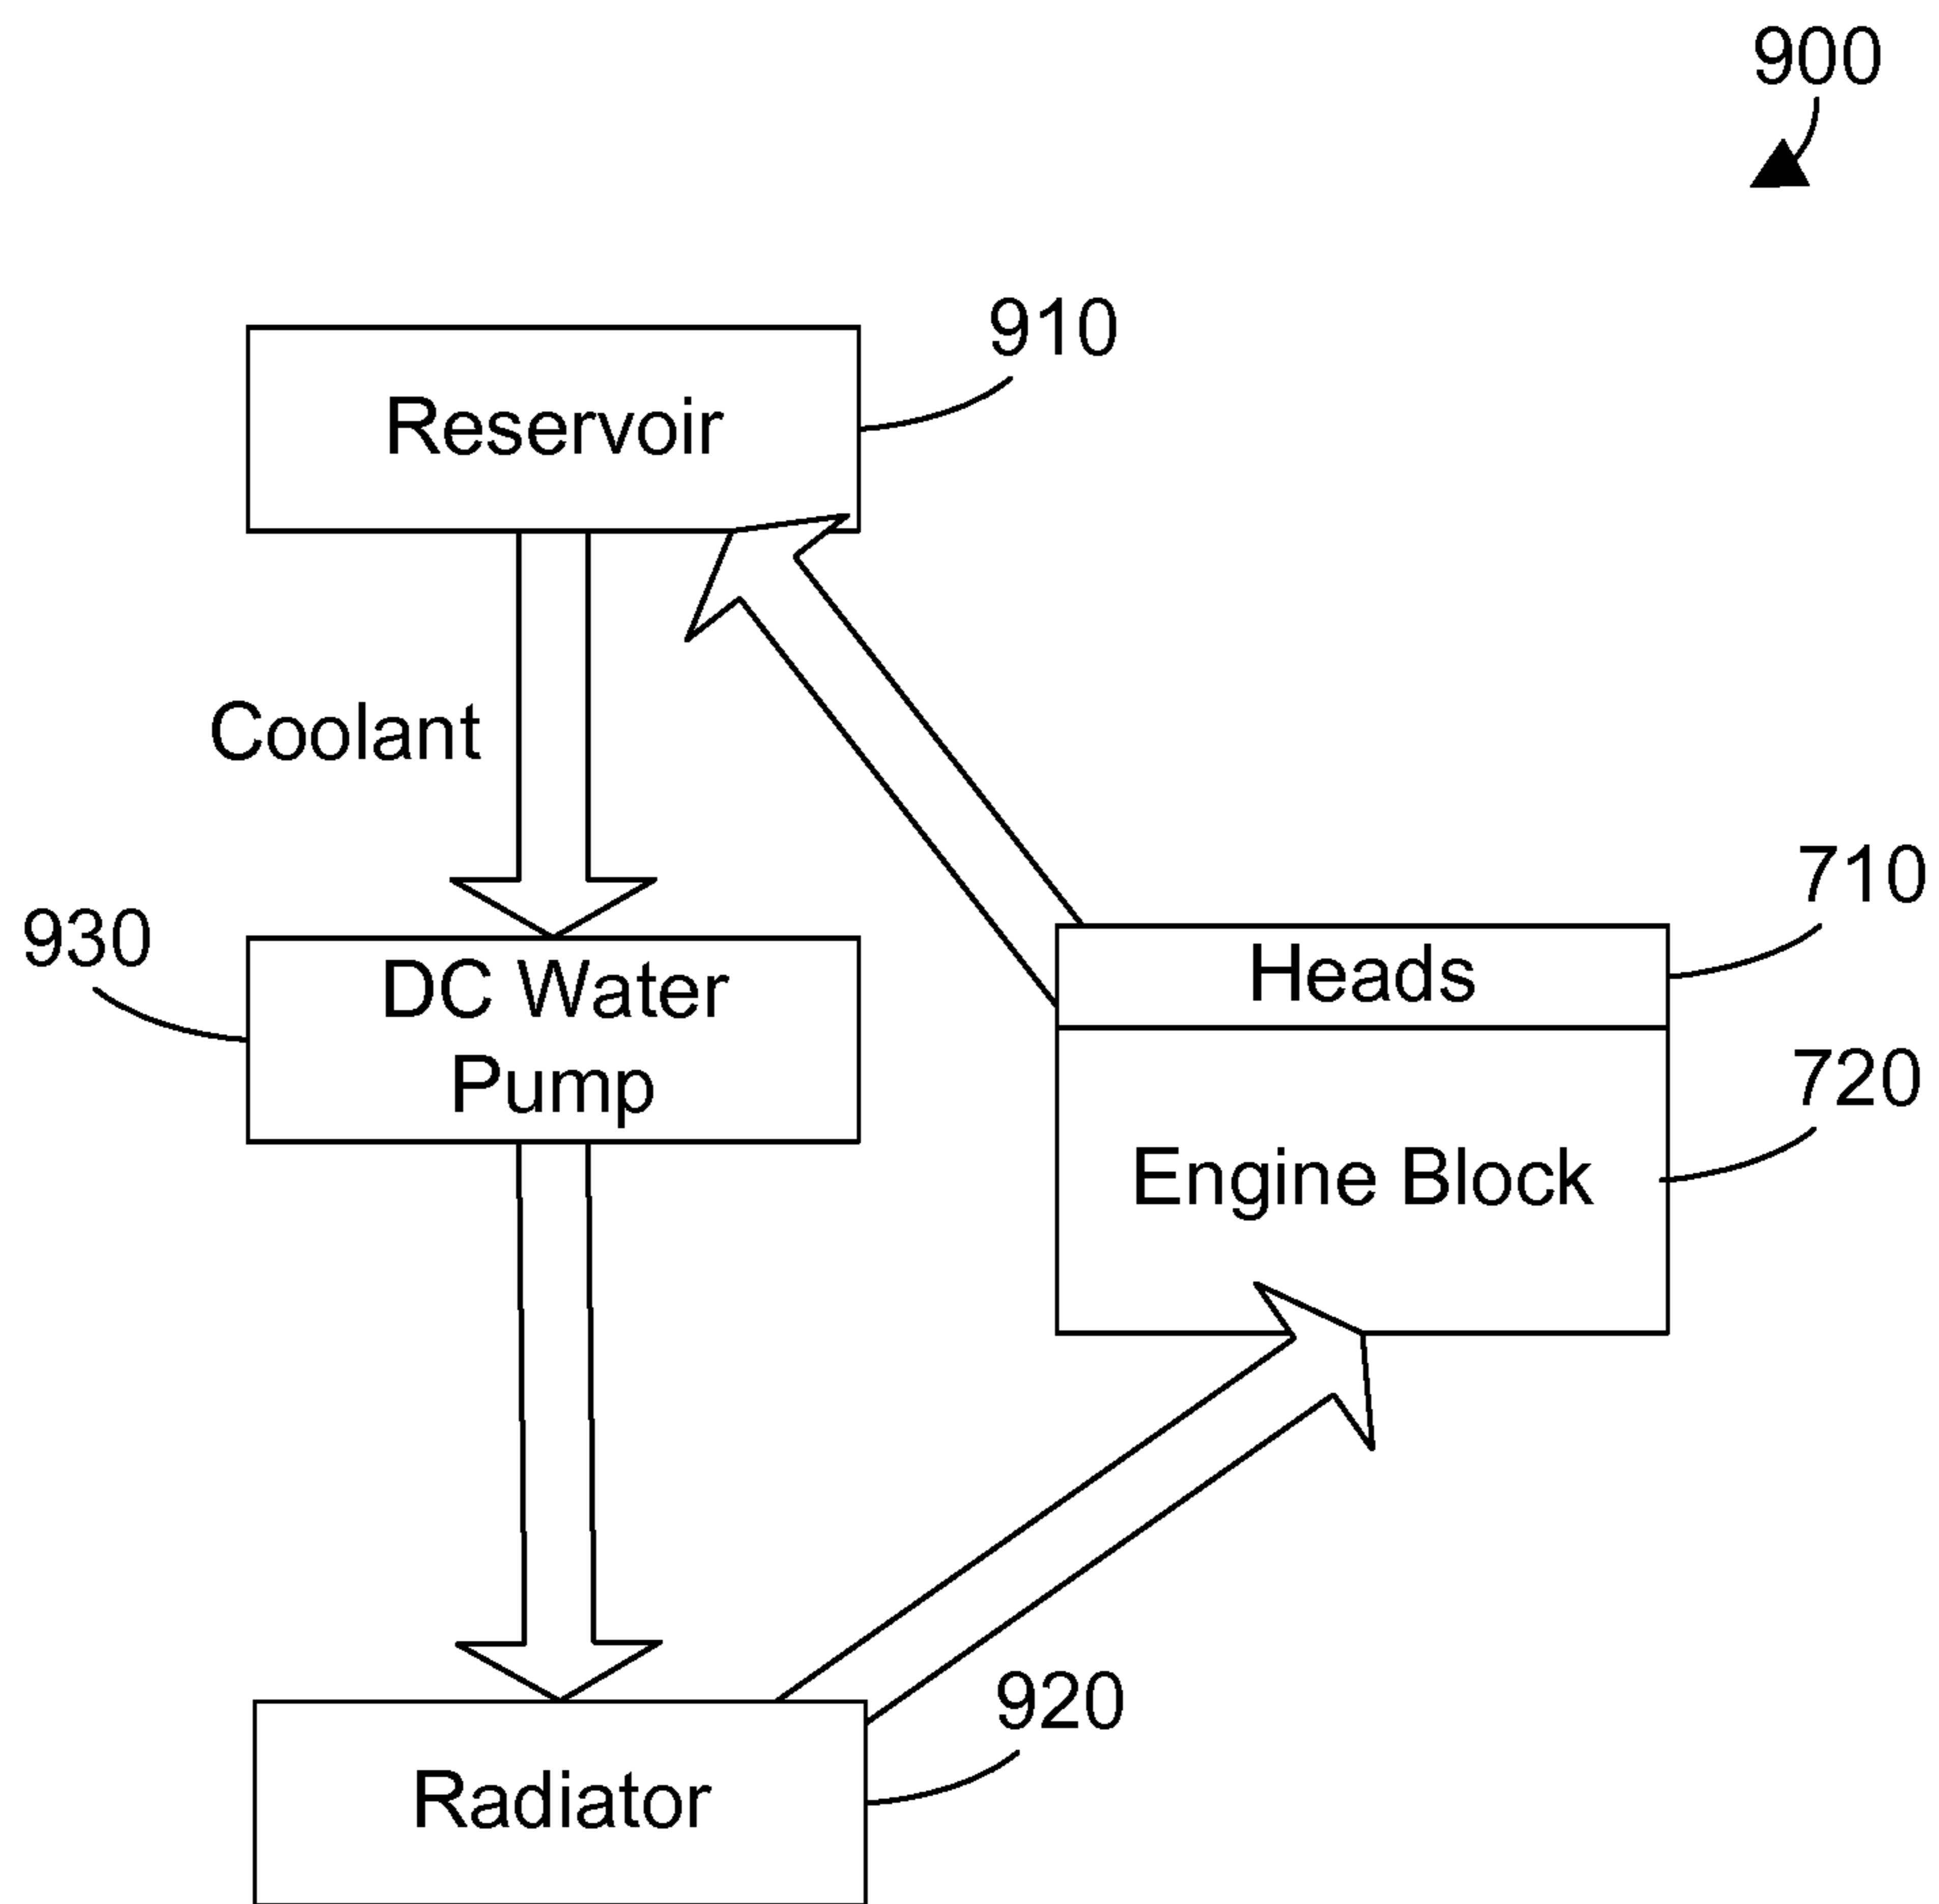 900
910
Reservoir
Coolant
710
930
DC Water
Pump
Heads
720
Engine Block
920
Radiator